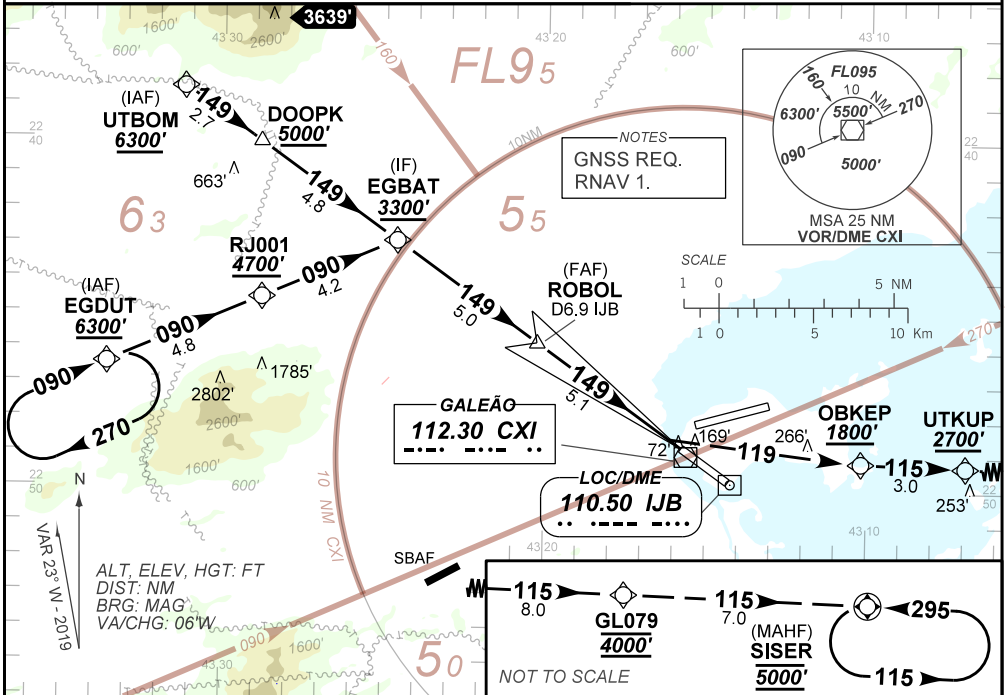 1600'
43 30
3639'
600'
2600'
160
FL95
43 20
600'
43 10
(IAF)
UTBOM
6300'
149
2.7
DOOPK
5000'
22
40
663'
149
4.8
(IF)
EGBAT
3300'
10NM
NOTES
GNSS REQ.
RNAV 1.
160
FL095
10 NM
6300'
5500'
270
090
5000'
MSA 25 NM
VOR/DME CXI
22
40
63
55
RJ001
4700'
090
4.2
(IAF)
EGDUT
6300'
090
4.8
090
270
149
5.0
(FAF)
ROBOL
D6.9 IJB
SCALE
1 0 5 NM
1 0 5 10 Km
270
149
5.1
1785'
2802'
2600'
1600'
600'
GALEÃO
112.30 CXI
72'
169'
119
266'
OBKEP
1800'
115
3.0
UTKUP
2700'
253'
22
50
22
50
LOC/DME
110.50 IJB
10 NM CXI
43 10
43 20
SBAF
N
VAR 23° W - 2019
ALT, ELEV, HGT: FT
DIST: NM
BRG: MAG
VA/CHG: 06'W
090
1600'
43 30
50
115
8.0
GL079
4000'
115
7.0
(MAHF)
SISER
5000'
295
115
NOT TO SCALE